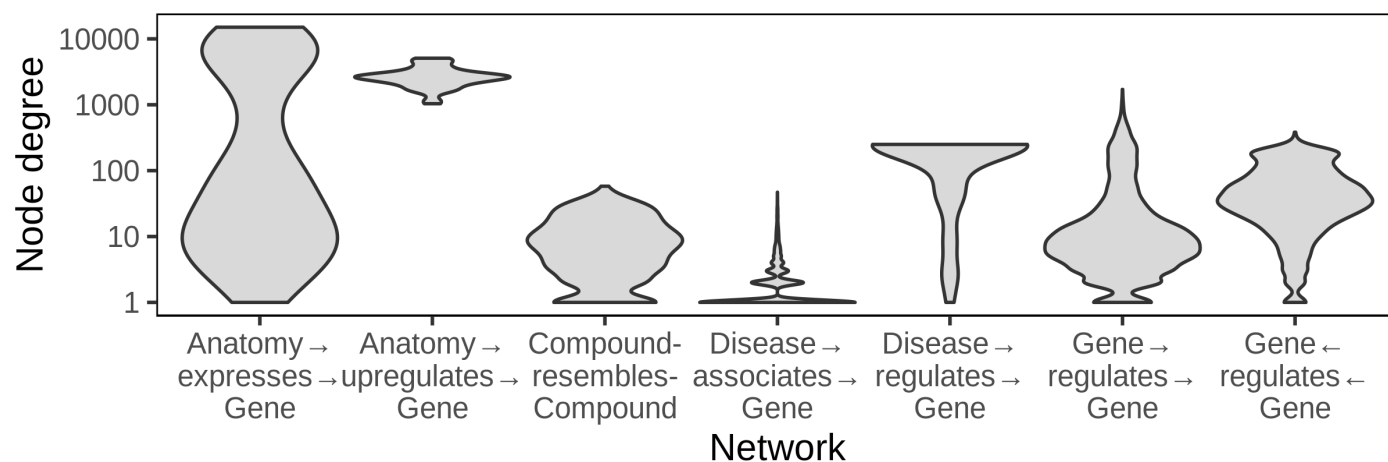 Node degree
10000
1000
100
10
1
Anatomy→ Anatomy→ Compound- Disease→ Disease→ Gene→ Gene←
expresses→ upregulates→ resembles- associates→ regulates→ regulates→ regulates←
Gene Gene Compound Gene Gene Gene Gene
Network